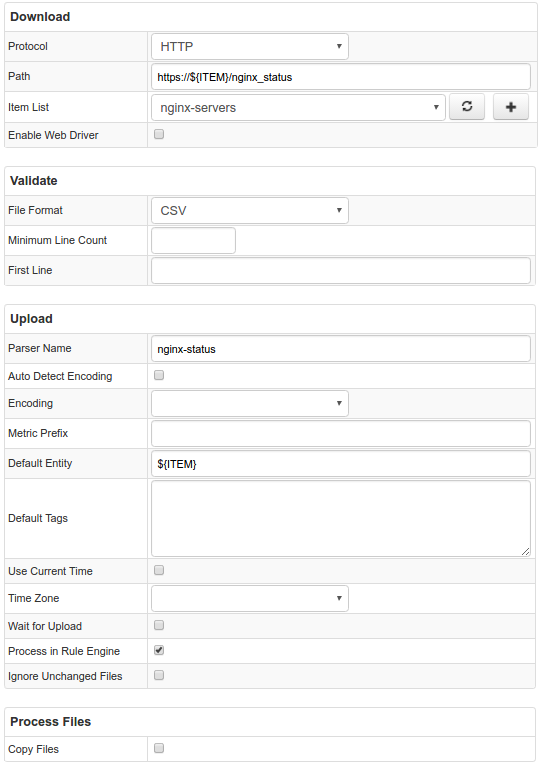 Download
Protocol HTTP
Path https://${ITEM}/nginx_status
Item List nginx-servers
Enable Web Driver
Validate
File Format CSV
Minimum Line Count
First Line
Upload
Parser Name nginx-status
Auto Detect Encoding
Encoding
Metric Prefix
Default Entity ${ITEM}
Default Tags
Use Current Time
Time Zone
Wait for Upload
Process in Rule Engine
Ignore Unchanged Files
Process Files
Copy Files